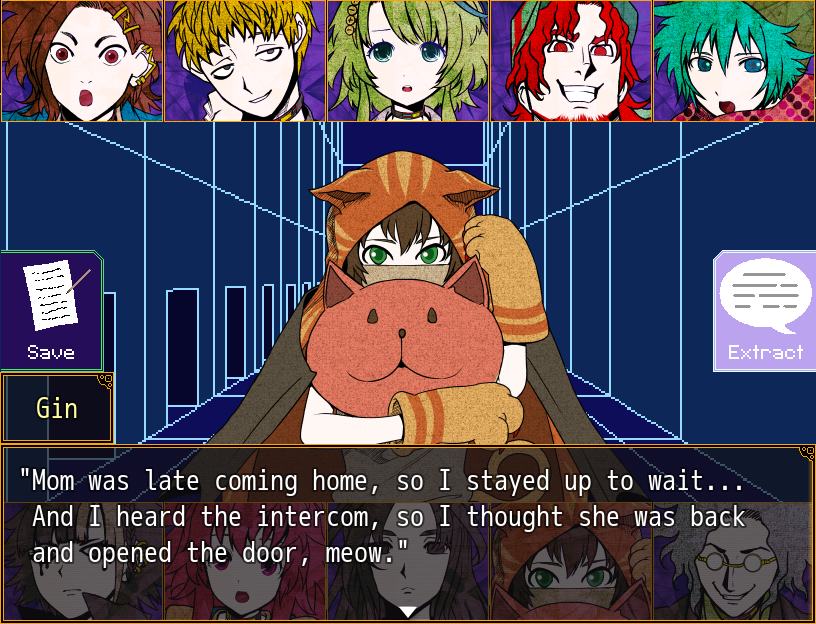 Save
Extract
Gin
"Mom was late coming home, so I stayed up to wait...
And I heard the intercom, so I thought she was back
and opened the door, meow."